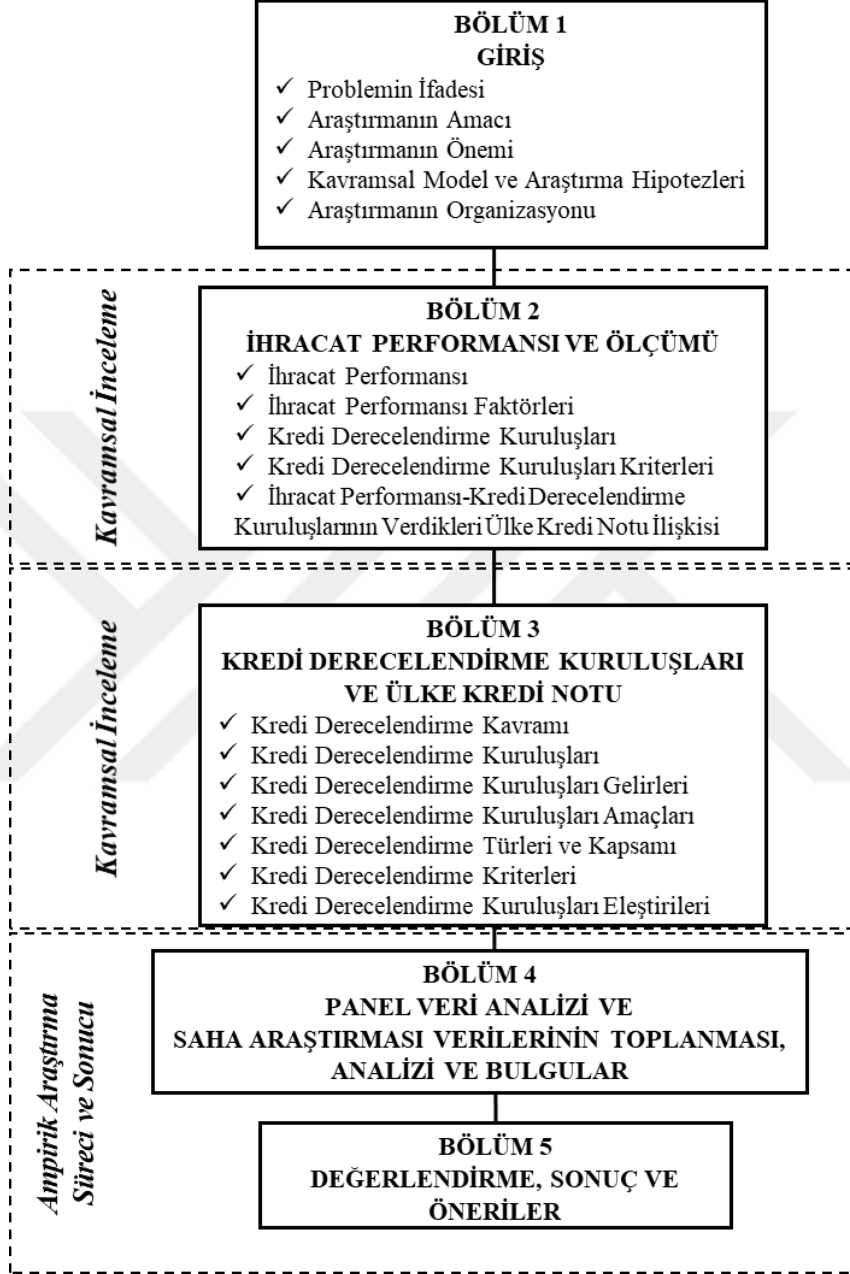 BÖLÜM 1
GİRİŞ
✓ Problemin İfadesi
✓ Araştırmanın Amacı
✓ Araştırmanın Önemi
✓ Kavramsal Model ve Araştırma Hipotezleri
✓ Araştırmanın Organizasyonu
Kavramsal İnceleme
BÖLÜM 2
İHRACAT PERFORMANSI VE ÖLÇÜMÜ
✓ İhracat Performansı
✓ İhracat Performansı Faktörleri
✓ Kredi Derecelendirme Kuruluşları
✓ Kredi Derecelendirme Kuruluşları Kriterleri
✓ İhracat Performansı-Kredi Derecelendirme
Kuruluşlarının Verdikleri Ülke Kredi Notu İlişkisi
Kavramsal İnceleme
BÖLÜM 3
KREDİ DERECELENDİRME KURULUŞLARI
VE ÜLKE KREDİ NOTU
✓ Kredi Derecelendirme Kavramı
✓ Kredi Derecelendirme Kuruluşları
✓ Kredi Derecelendirme Kuruluşları Gelirleri
✓ Kredi Derecelendirme Kuruluşları Amaçları
✓ Kredi Derecelendirme Türleri ve Kapsamı
✓ Kredi Derecelendirme Kriterleri
✓ Kredi Derecelendirme Kuruluşları Eleştirileri
Ampirik Araştırma
Süreci ve Sonucu
BÖLÜM 4
PANEL VERİ ANALİZİ VE
SAHA ARAŞTIRMASI VERİLERİNİN TOPLANMASI,
ANALİZİ VE BULGULAR
BÖLÜM 5
DEĞERLENDİRME, SONUÇ VE
ÖNERİLER